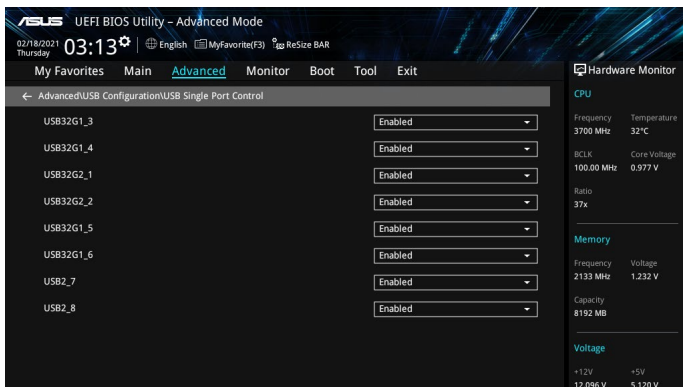 ASUS UEFI BIOS Utility – Advanced Mode
02/18/2021
Thursday
03:13
English
MyFavorite(F3)
ReSize BAR
My Favorites Main Advanced Monitor Boot Tool Exit
Hardware Monitor
← Advanced\USB Configuration\USB Single Port Control
USB32G1_3 Enabled
USB32G1_4 Enabled
USB32G2_1 Enabled
USB32G2_2 Enabled
USB32G1_5 Enabled
USB32G1_6 Enabled
USB2_7 Enabled
USB2_8 Enabled
CPU
Frequency Temperature
3700 MHz 32°C
BCLK Core Voltage
100.00 MHz 0.977 V
Ratio
37x
Memory
Frequency Voltage
2133 MHz 1.232 V
Capacity
8192 MB
Voltage
+12V +5V
12.096 V 5.120 V